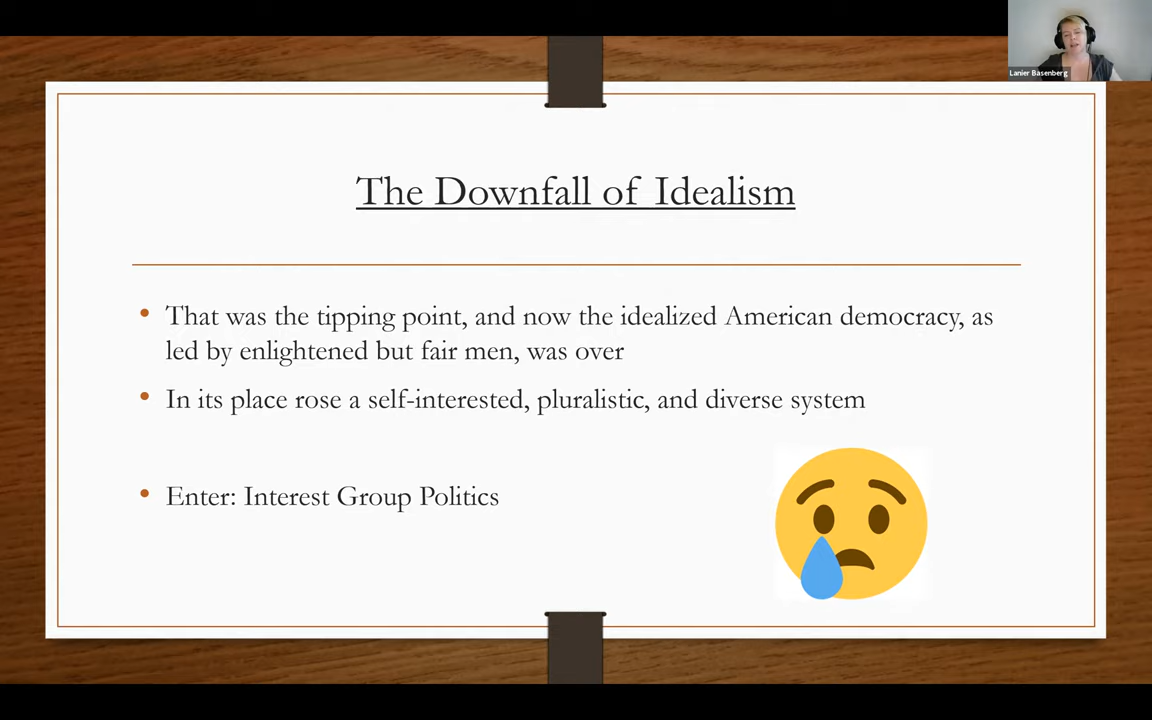 Lanier Basenberg
The Downfall of Idealism
• That was the tipping point, and now the idealized American democracy, as
led by enlightened but fair men, was over
• In its place rose a self-interested, pluralistic, and diverse system
• Enter: Interest Group Politics